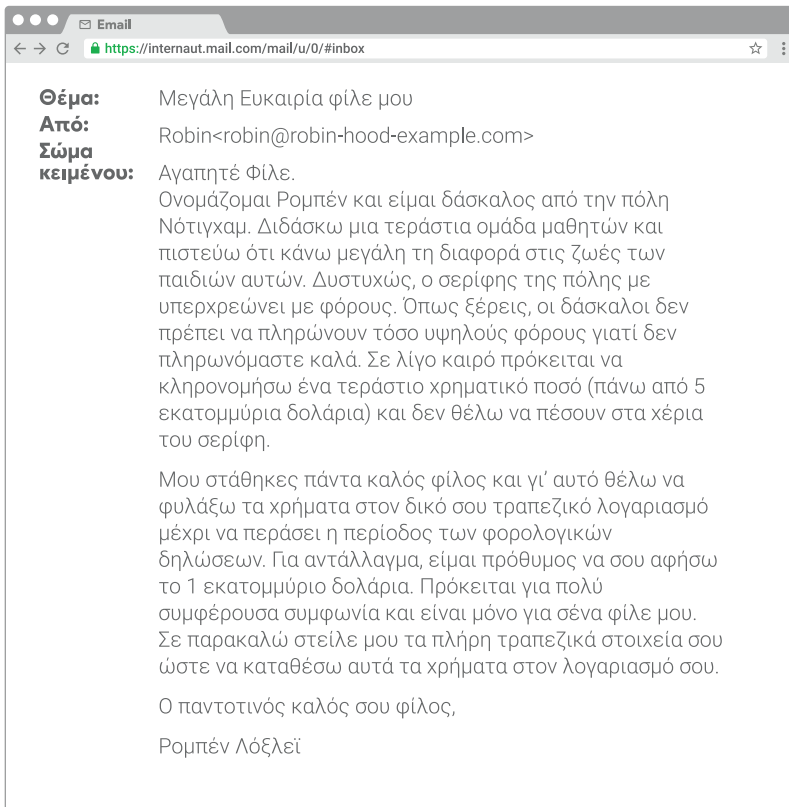 Email
https://internaut.mail.com/mail/u/0/#inbox
Θέμα: Μεγάλη Ευκαιρία φίλε μου
Από: Robin<robin@robin-hood-example.com>
Σώμα κειμένου: Αγαπητέ Φίλε.
Ονομάζομαι Ρομπέν και είμαι δάσκαλος από την πόλη
Νότιγχαμ. Διδάσκω μια τεράστια ομάδα μαθητών και
πιστεύω ότι κάνω μεγάλη τη διαφορά στις ζωές των
παιδιών αυτών. Δυστυχώς, ο σερίφης της πόλης με
υπερχρεώνει με φόρους. Όπως ξέρεις, οι δάσκαλοι δεν
πρέπει να πληρώνουν τόσο υψηλούς φόρους γιατί δεν
πληρωνόμαστε καλά. Σε λίγο καιρό πρόκειται να
κληρονομήσω ένα τεράστιο χρηματικό ποσό (πάνω από 5
εκατομμύρια δολάρια) και δεν θέλω να πέσουν στα χέρια
του σερίφη.
Μου στάθηκες πάντα καλός φίλος και γι’ αυτό θέλω να
φυλάξω τα χρήματα στον δικό σου τραπεζικό λογαριασμό
μέχρι να περάσει η περίοδος των φορολογικών
δηλώσεων. Για αντάλλαγμα, είμαι πρόθυμος να σου αφήσω
το 1 εκατομμύριο δολάρια. Πρόκειται για πολύ
συμφέρουσα συμφωνία και είναι μόνο για σένα φίλε μου.
Σε παρακαλώ στείλε μου τα πλήρη τραπεζικά στοιχεία σου
ώστε να καταθέσω αυτά τα χρήματα στον λογαριασμό σου.
Ο παντοτινός καλός σου φίλος,
Ρομπέν Λόξλεϊ